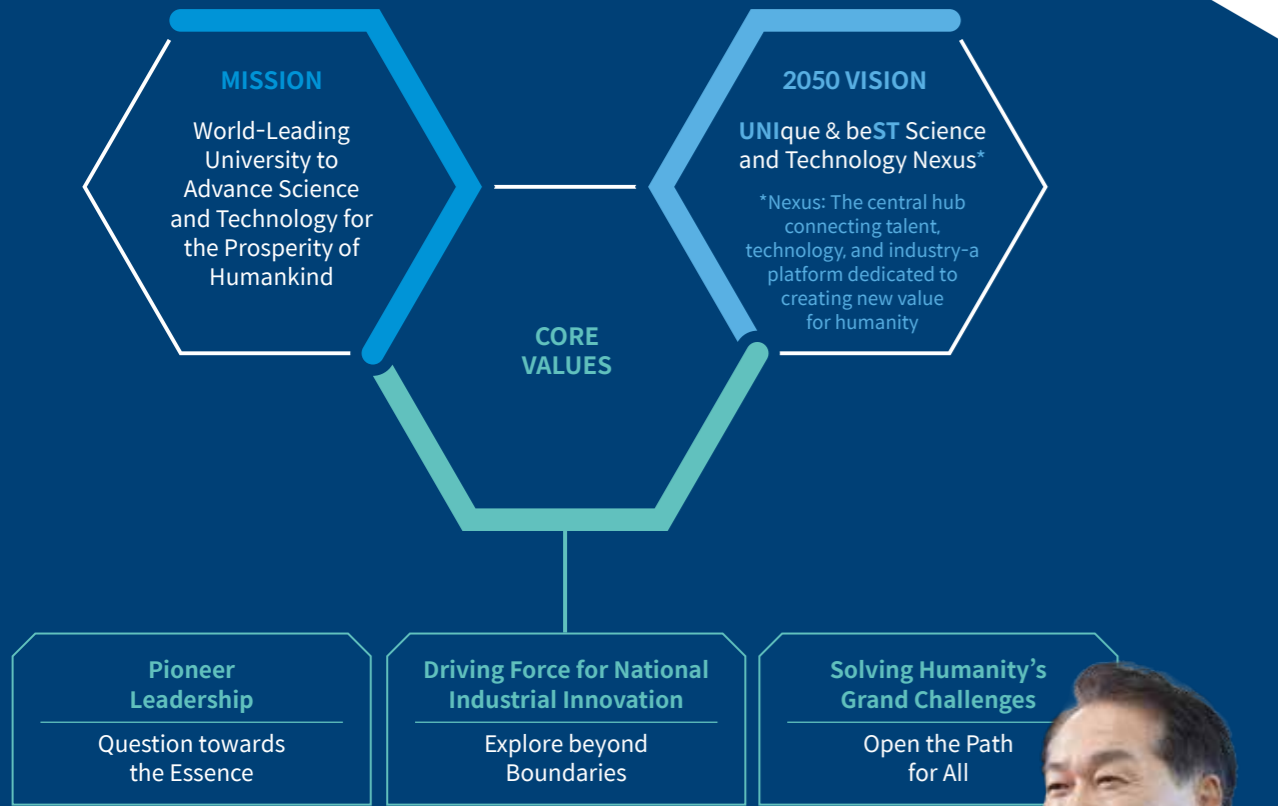 MISSION
World-Leading
University to
Advance Science
and Technology for
the Prosperity of
Humankind
2050 VISION
UNIque & beST Science
and Technology Nexus*
*Nexus: The central hub
connecting talent,
technology, and industry-a
platform dedicated to
creating new value
for humanity
CORE
VALUES
Pioneer
Leadership
Question towards
the Essence
Driving Force for National
Industrial Innovation
Explore beyond
Boundaries
Solving Humanity’s
Grand Challenges
Open the Path
for All